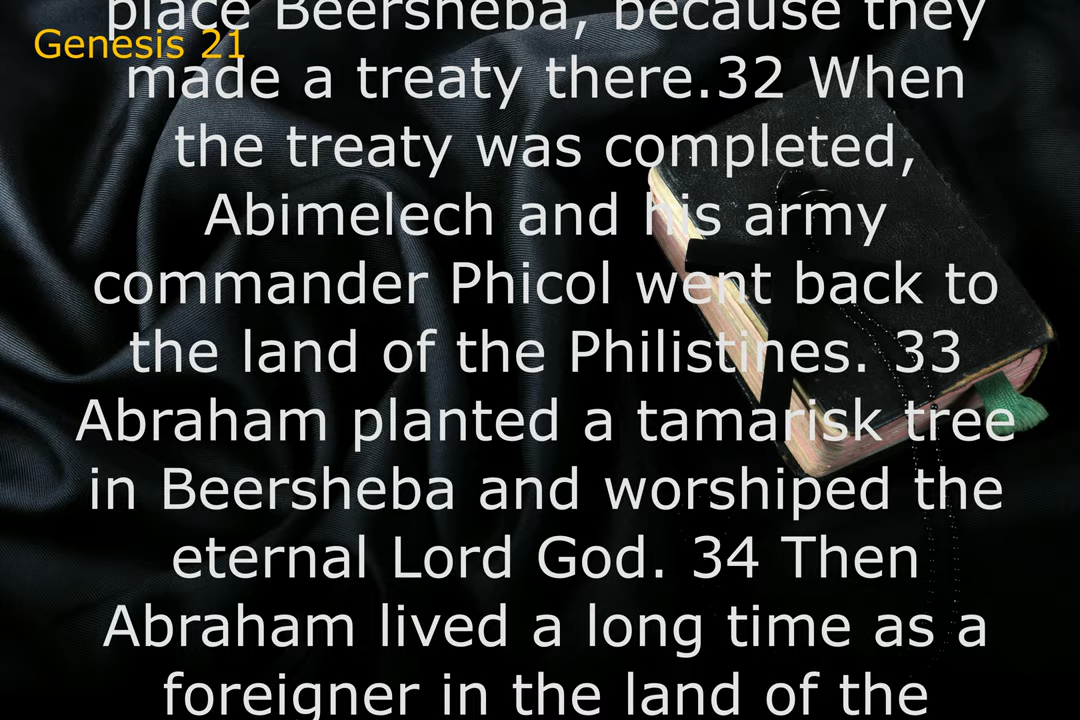 place Beersheba, because they
Genesis 21
made a treaty there.32 When
the treaty was completed,
Abimelech and his army
commander Phicol went back to
the land of the Philistines. 33
Abraham planted a tamarisk tree
in Beersheba and worshiped the
eternal Lord God. 34 Then
Abraham lived a long time as a
foreigner in the land of the